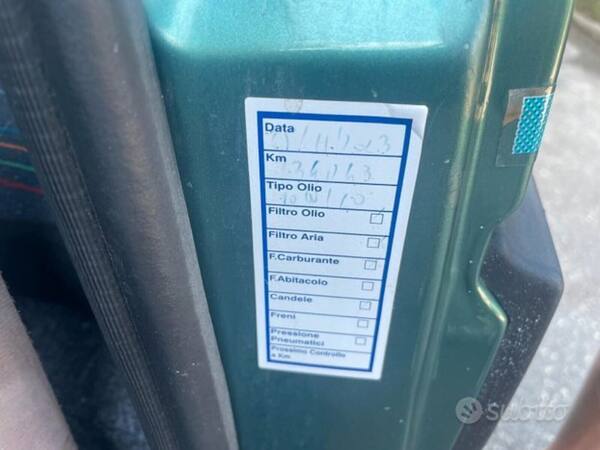 Data
Km
Tipo Olio
Filtro Olio
Filtro Aria
F.Carburante
F.Abitacolo
Candele
Freni
Pressione
Pneumatici
Prossimo Controllo
a Km
subito